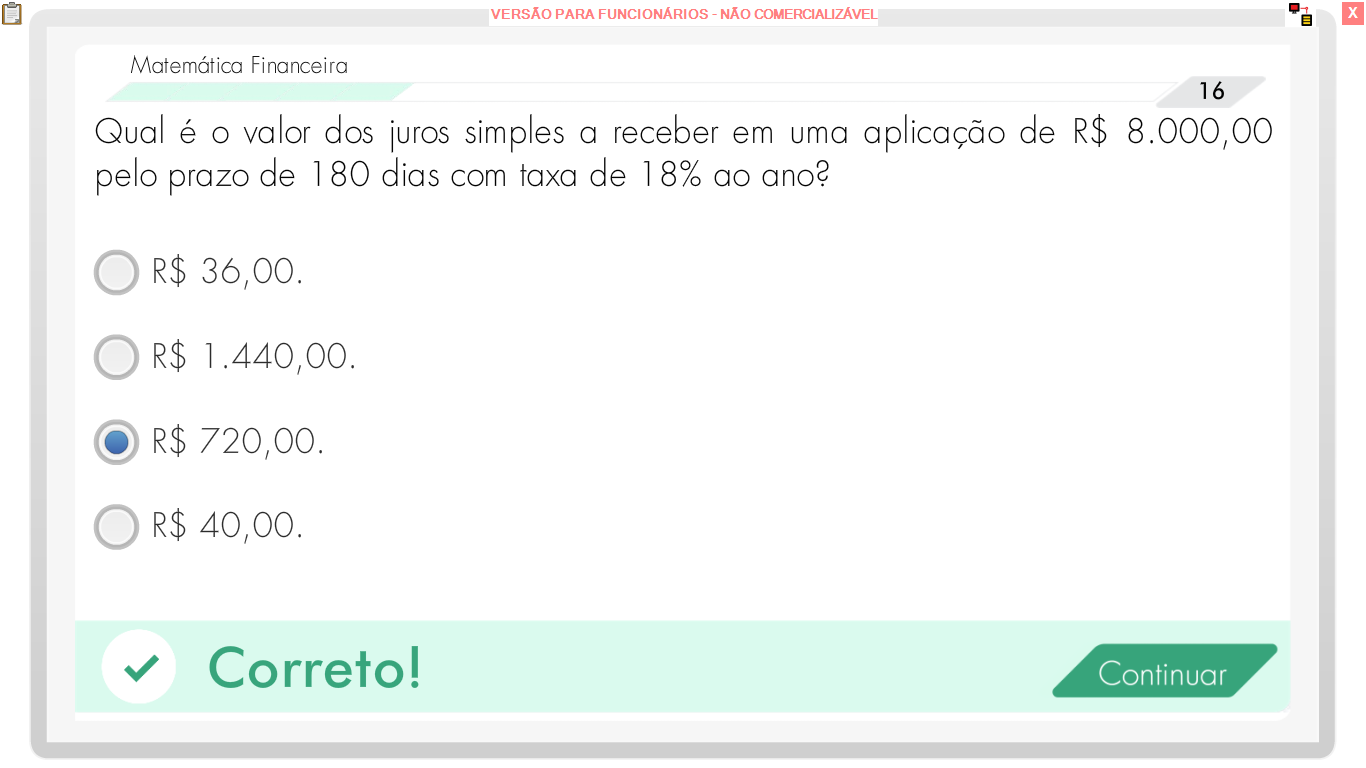 VERSÃO PARA FUNCIONÁRIOS - NÃO COMERCIALIZÁVEL
X
Matemática Financeira
16
Qual é o valor dos juros simples a receber em uma aplicação de R$ 8.000,00
pelo prazo de 180 dias com taxa de 18% ao ano?
R$ 36,00.
R$ 1.440,00.
R$ 720,00.
R$ 40,00.
Correto!
Continuar